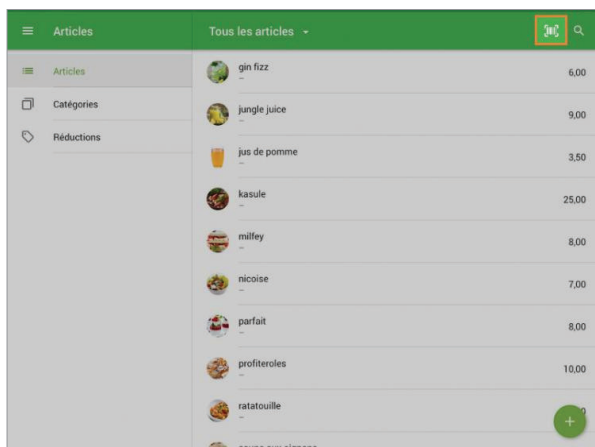 Articles
Tous les articles
Articles
Catégories
Réductions
gin fizz
6,00
jungle juice
9,00
jus de pomme
3,50
kasule
25,00
milfey
8,00
nicoise
7,00
parfait
8,00
profiteroles
10,00
ratatouille